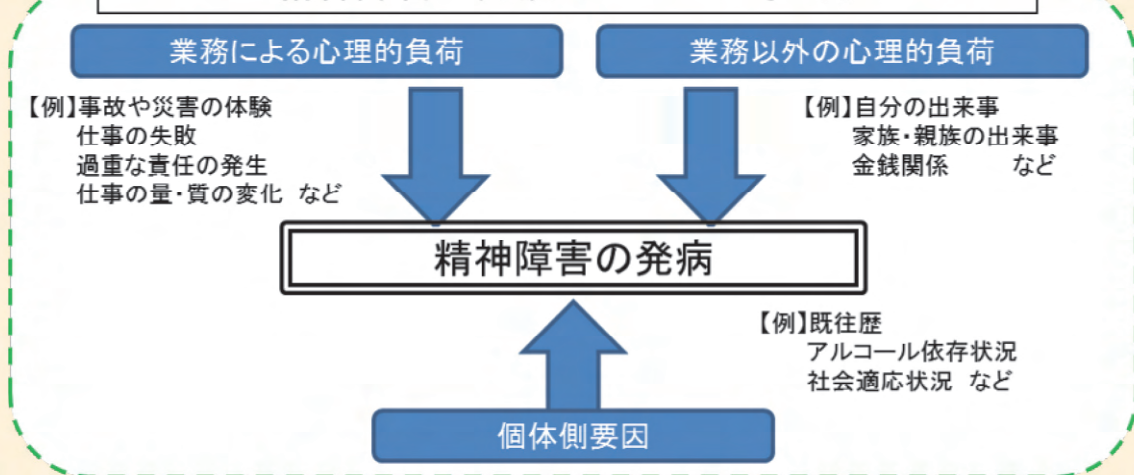 業務による心理的負荷
業務以外の心理的負荷
【例】事故や災害の体験
仕事の失敗
過重な責任の発生
仕事の量・質の変化 など
【例】自分の出来事
家族・親族の出来事
金銭関係 など
精神障害の発病
【例】既往歴
アルコール依存状況
社会適応状況 など
個体側要因